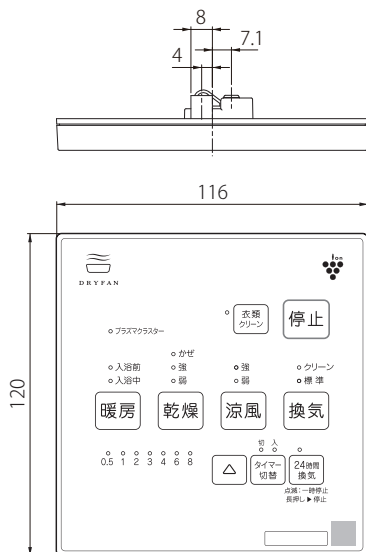 8
7.1
4
116
120
DRYFAN
Ion
衣類
クリーン
停止
プラズマクラスター
かぜ
入浴前 強 強 クリーン
入浴中 弱 弱 標準
暖房 乾燥 涼風 換気
切 入
0.5 1 2 3 4 6 8
△ タイマー 24時間
切替 換気
点滅:一時停止
長押し▶停止